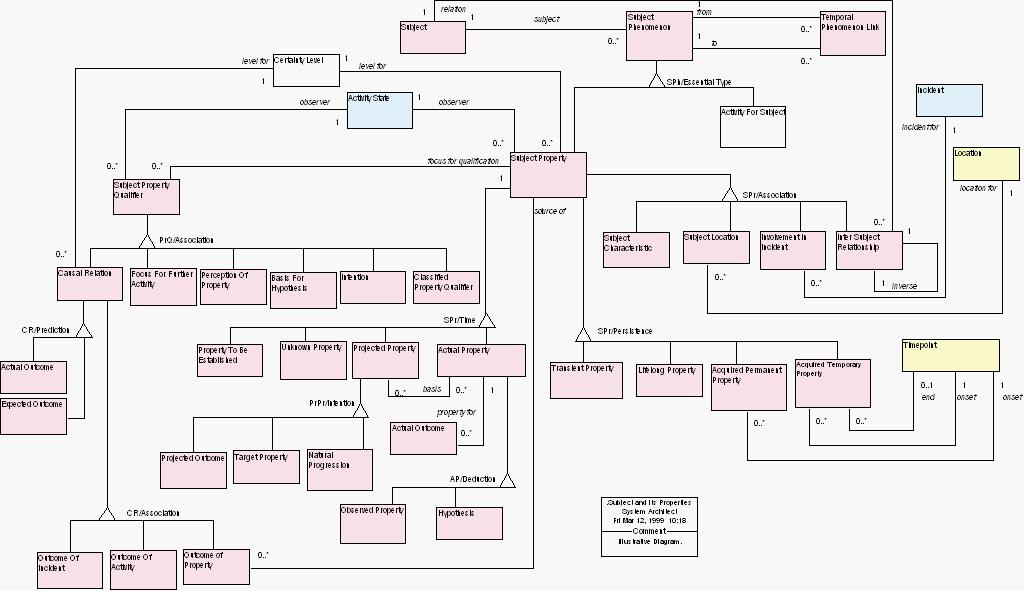 relation
1
1
subject
Subject
Subject
Phenomenon
0..*
1
from
0..*
Temporal
Phenomenon Link
1
to
0..*
level for
1
Certainty Level
1
level for
SPh/Essential Type
Activity For Subject
Incident
incident for
1
observer
1
Activity State
1
observer
Location
location for
1
0..*
0..*
focus for qualification
0..*
0..*
1
Subject Property
source of
Subject Property
Qualifier
SPr/Association
PrQ/Association
0..*
Subject
Characteristic
Subject Location
Involvement In
Incident
0..*
Inter Subject
Relationship
1
1
inverse
0..*
0..*
Causal Relation
Focus For Further
Activity
Perception Of
Property
Basis For
Hypothesis
Intention
Classified
Property Qualifier
CR/Prediction
SPr/Time
SPr/Persistence
Actual Outcome
Expected Outcome
Property To Be
Established
Unknown Property
Projected Property
Actual Property
0..*
basis
0..*
1
Transient Property
Lifelong Property
Acquired Permanent
Property
Acquired Temporary
Property
Timepoint
0..1
end
1
onset
1
onset
0..*
0..*
0..*
PrPr/Intention
property for
Actual Outcome
0..*
Projected Outcome
Target Property
Natural
Progression
AP/Deduction
Observed Property
Hypothesis
CR/Association
Outcome Of
Incident
Outcome Of
Activity
Outcome of
Property
0..*
.Subject and Its Properties
System Architect
Fri Mar 12, 1999 10:18
Comment
Illustrative Diagram.